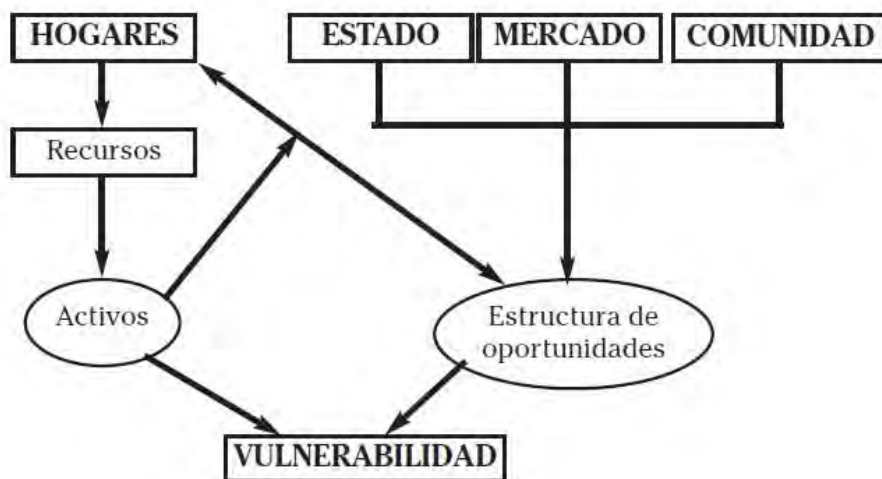 HOGARES
ESTADO
MERCADO
COMUNIDAD
Recursos
Activos
Estructura de
oportunidades
VULNERABILIDAD